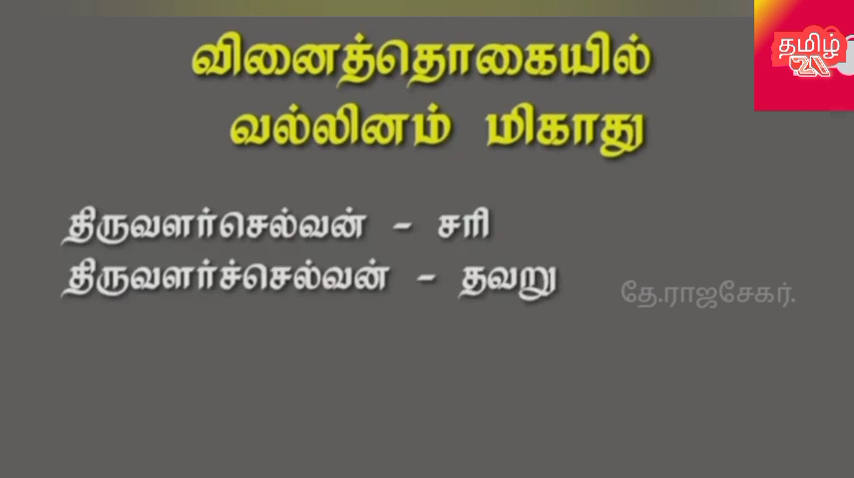 வினைத்தொகையில்
வல்லினம் மிகாது
தமிழ்
திருவளர்செல்வன் - சரி
திருவளர்ச்செல்வன் - தவறு
தே.ராஜசேகர்.